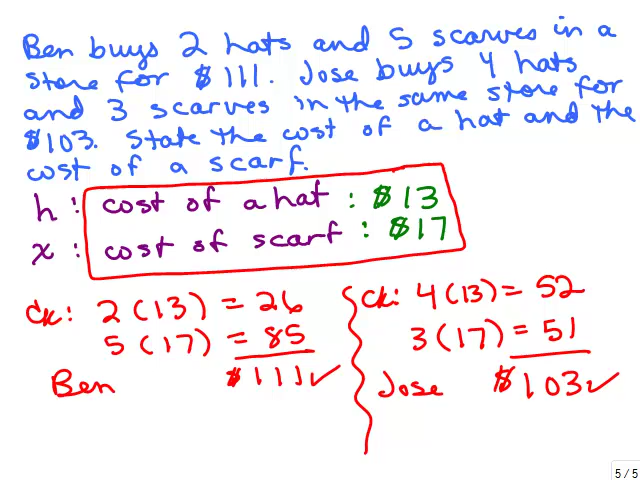 Ben buys 2 hats and 5 scarves in a
store for $111. Jose buys 4 hats
and 3 scarves in the same store for
$103. State the cost of a hat and the
cost of a scarf.
h : cost of a hat : $13
x : cost of scarf : $17
ck: 2 (13) = 26
5 (17) = 85
Ben $111✓
ck: 4 (13) = 52
3 (17) = 51
Jose $103✓
5/5